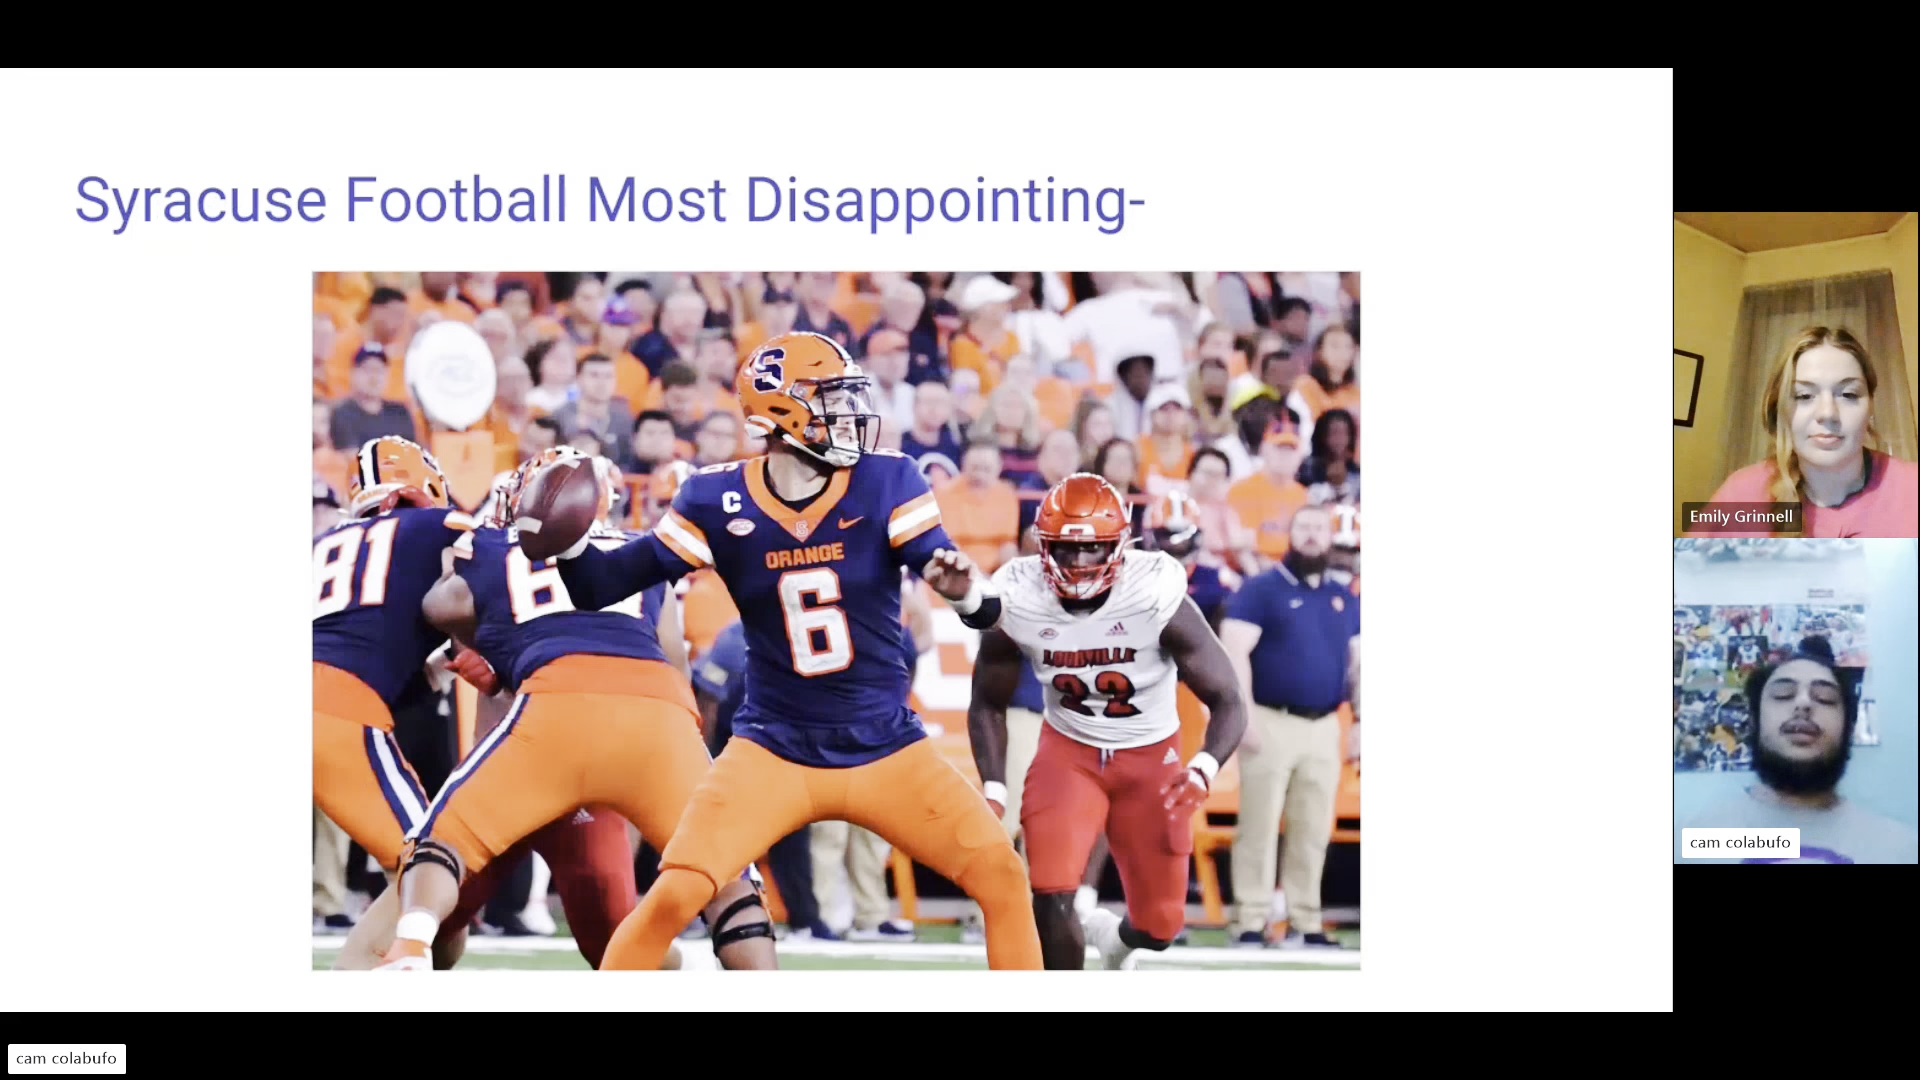 Syracuse Football Most Disappointing-
S
C
ORANGE
6
81
LOUISVILLE
22
Emily Grinnell
cam colabufo
cam colabufo